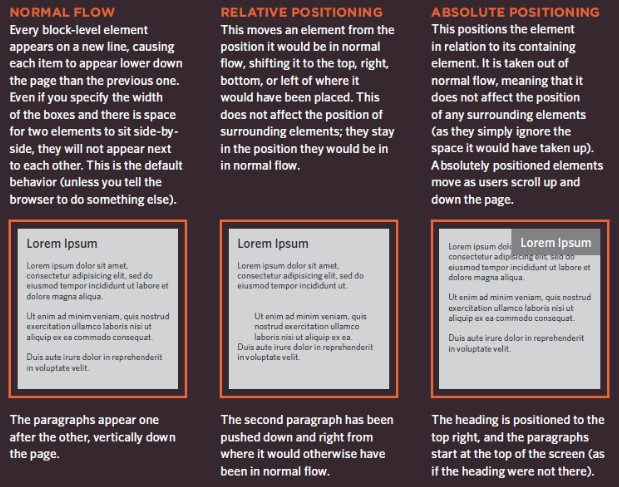 NORMAL FLOW
Every block-level element
appears on a new line, causing
each item to appear lower down
the page than the previous one.
Even if you specify the width
of the boxes and there is space
for two elements to sit side-by-
side, they will not appear next
to each other. This is the default
behavior (unless you tell the
browser to do something else).
Lorem Ipsum
Lorem ipsum dolor sit amet,
consectetur adipisicing elit, sed do
eiusmod tempor incididunt ut labore et
dolore magna aliqua.
Ut enim ad minim veniam, quis nostrud
exercitation ullamco laboris nisi ut
aliquip ex ea commodo consequat.
Duis aute irure dolor in reprehenderit
in voluptate velit.
The paragraphs appear one
after the other, vertically down
the page.
RELATIVE POSITIONING
This moves an element from the
position it would be in normal
flow, shifting it to the top, right,
bottom, or left of where it
would have been placed. This
does not affect the position of
surrounding elements; they stay
in the position they would be in
in normal flow.
Lorem Ipsum
Lorem ipsum dolor sit amet,
consectetur adipisicing elit, sed do
eiusmod tempor incididunt ut.
Ut enim ad minim veniam, quis
nostrud exercitation ullamco
laboris nisi ut aliquip ex ea.
Duis aute irure dolor in reprehenderit
in voluptate velit.
The second paragraph has been
pushed down and right from
where it would otherwise have
been in normal flow.
ABSOLUTE POSITIONING
This positions the element
in relation to its containing
element. It is taken out of
normal flow, meaning that it
does not affect the position
of any surrounding elements
(as they simply ignore the
space it would have taken up).
Absolutely positioned elements
move as users scroll up and
down the page.
Lorem Ipsum
Lorem ipsum dolo
consectetur adipisicing elit, sed do
eiusmod tempor incididunt ut labore et
dolore magna aliqua.
Ut enim ad minim veniam, quis nostrud
exercitation ullamco laboris nisi ut
aliquip ex ea commodo consequat.
Duis aute irure dolor in reprehenderit
in voluptate velit.
The heading is positioned to the
top right, and the paragraphs
start at the top of the screen (as
if the heading were not there).